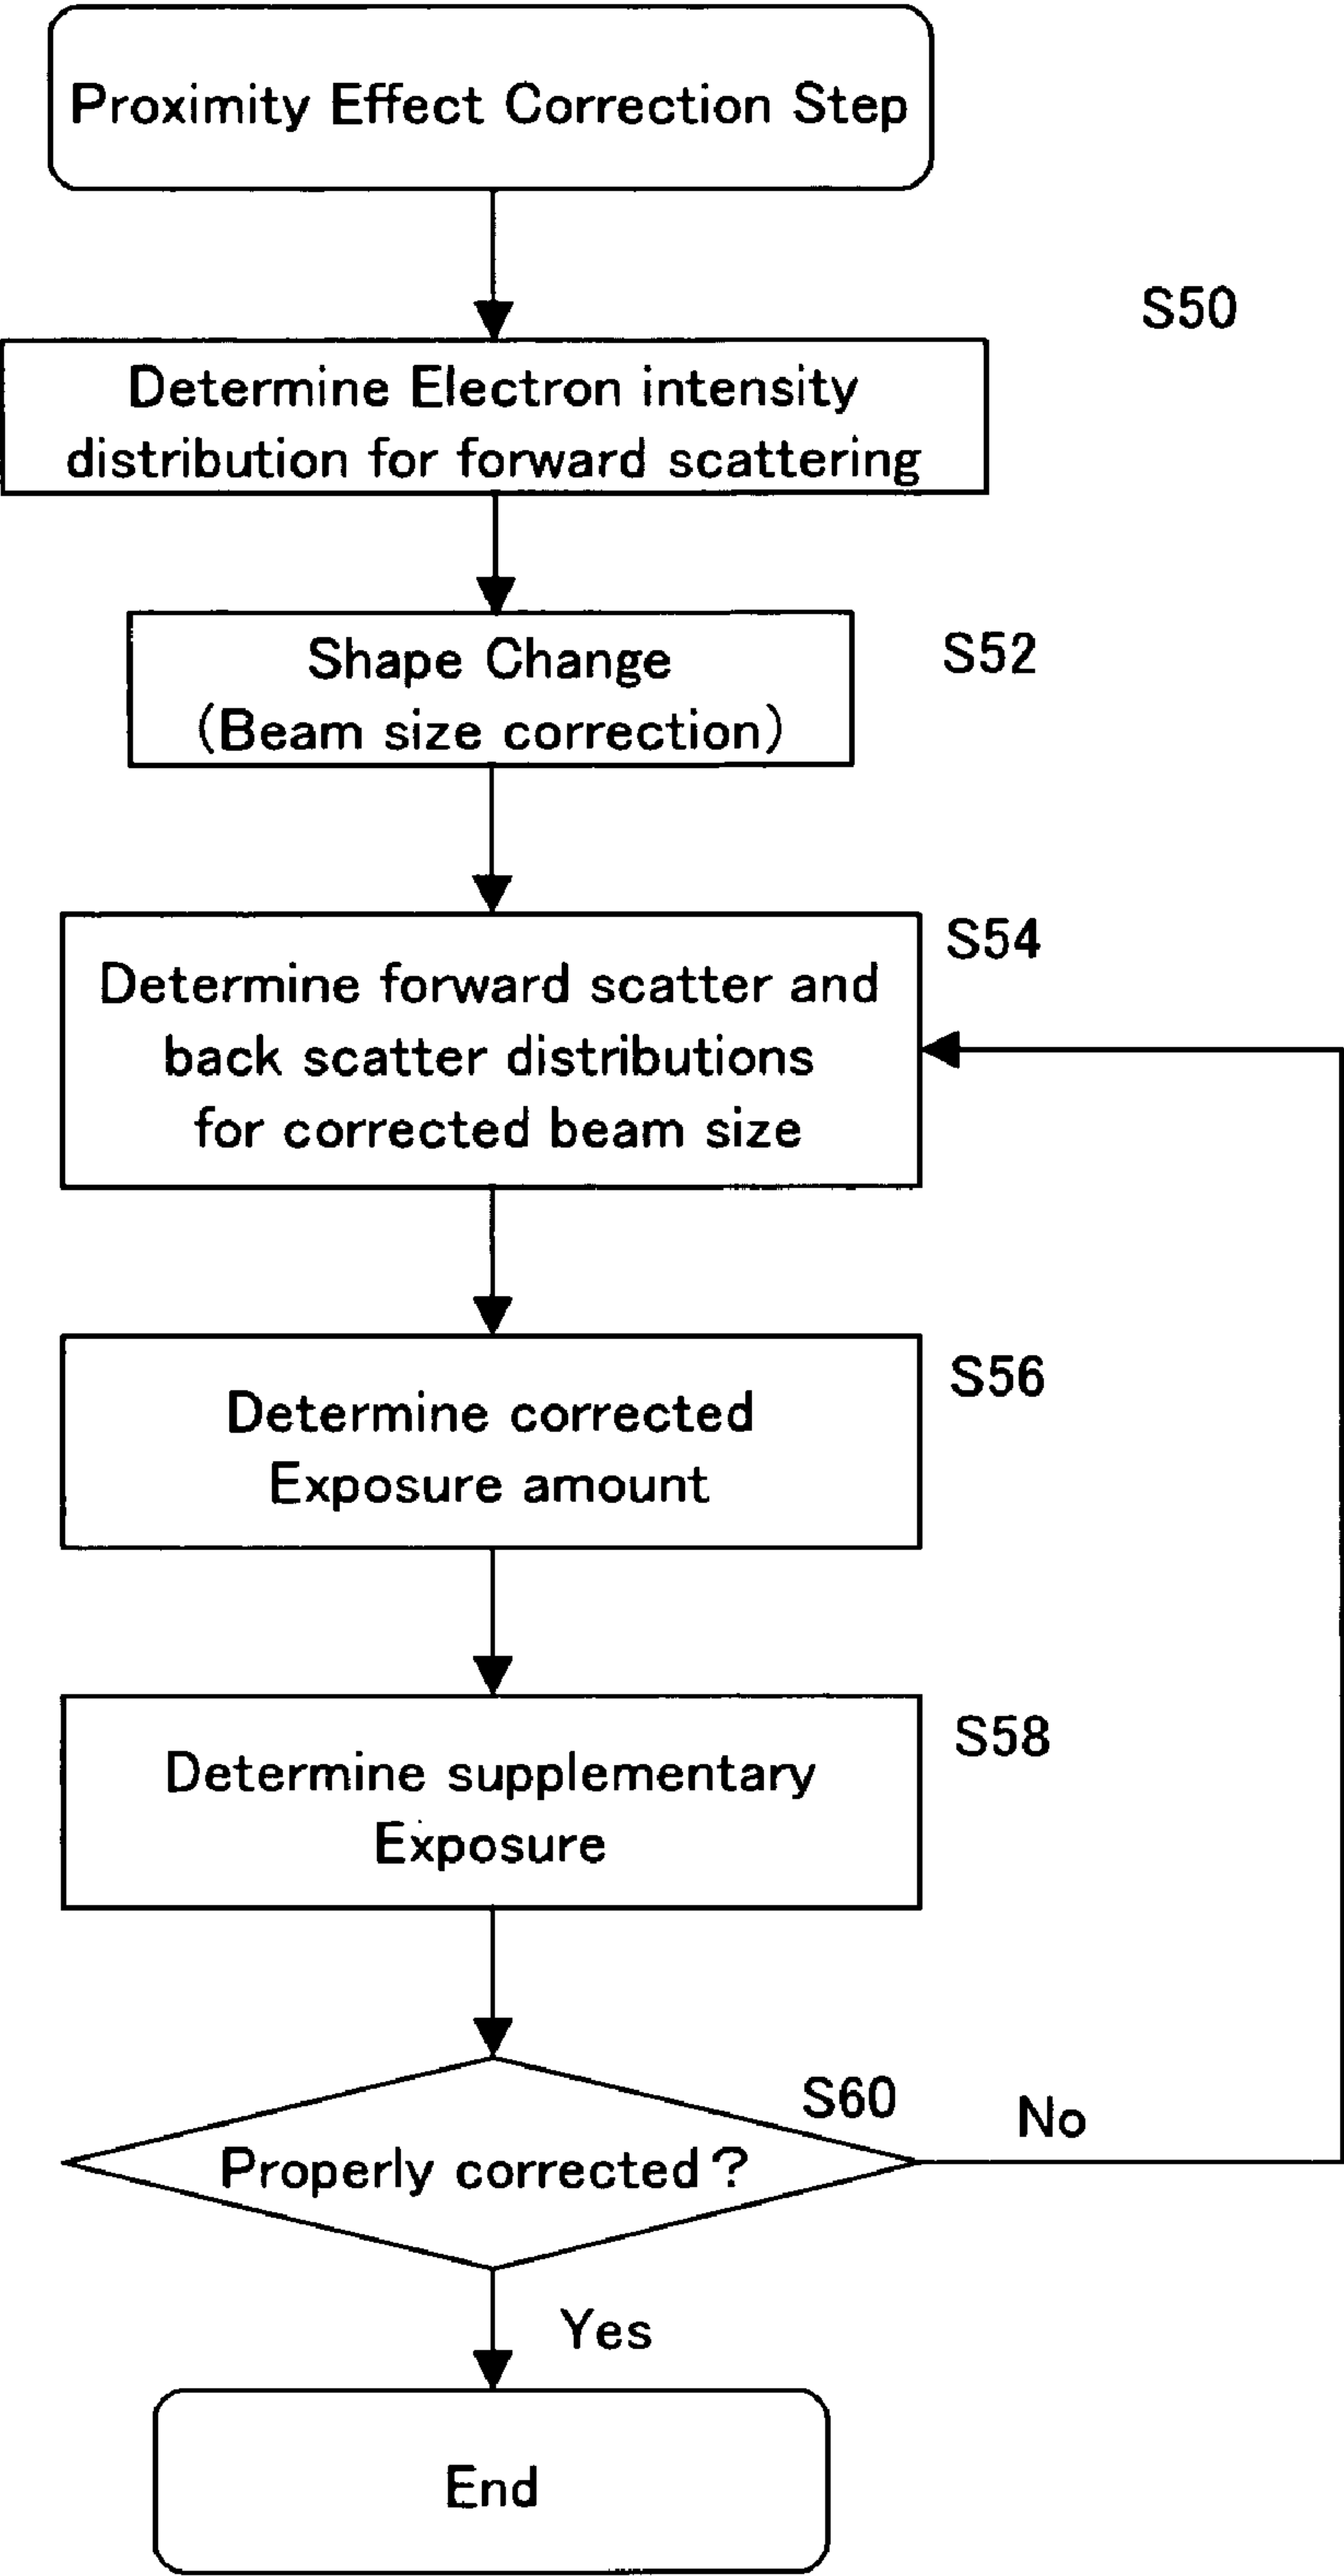 Proximity Effect Correction Step
S50
Determine Electron intensity
distribution for forward scattering
S52
Shape Change
(Beam size correction)
S54
Determine forward scatter and
back scatter distributions
for corrected beam size
S56
Determine corrected
Exposure amount
S58
Determine supplementary
Exposure
S60
No
Properly corrected?
Yes
End